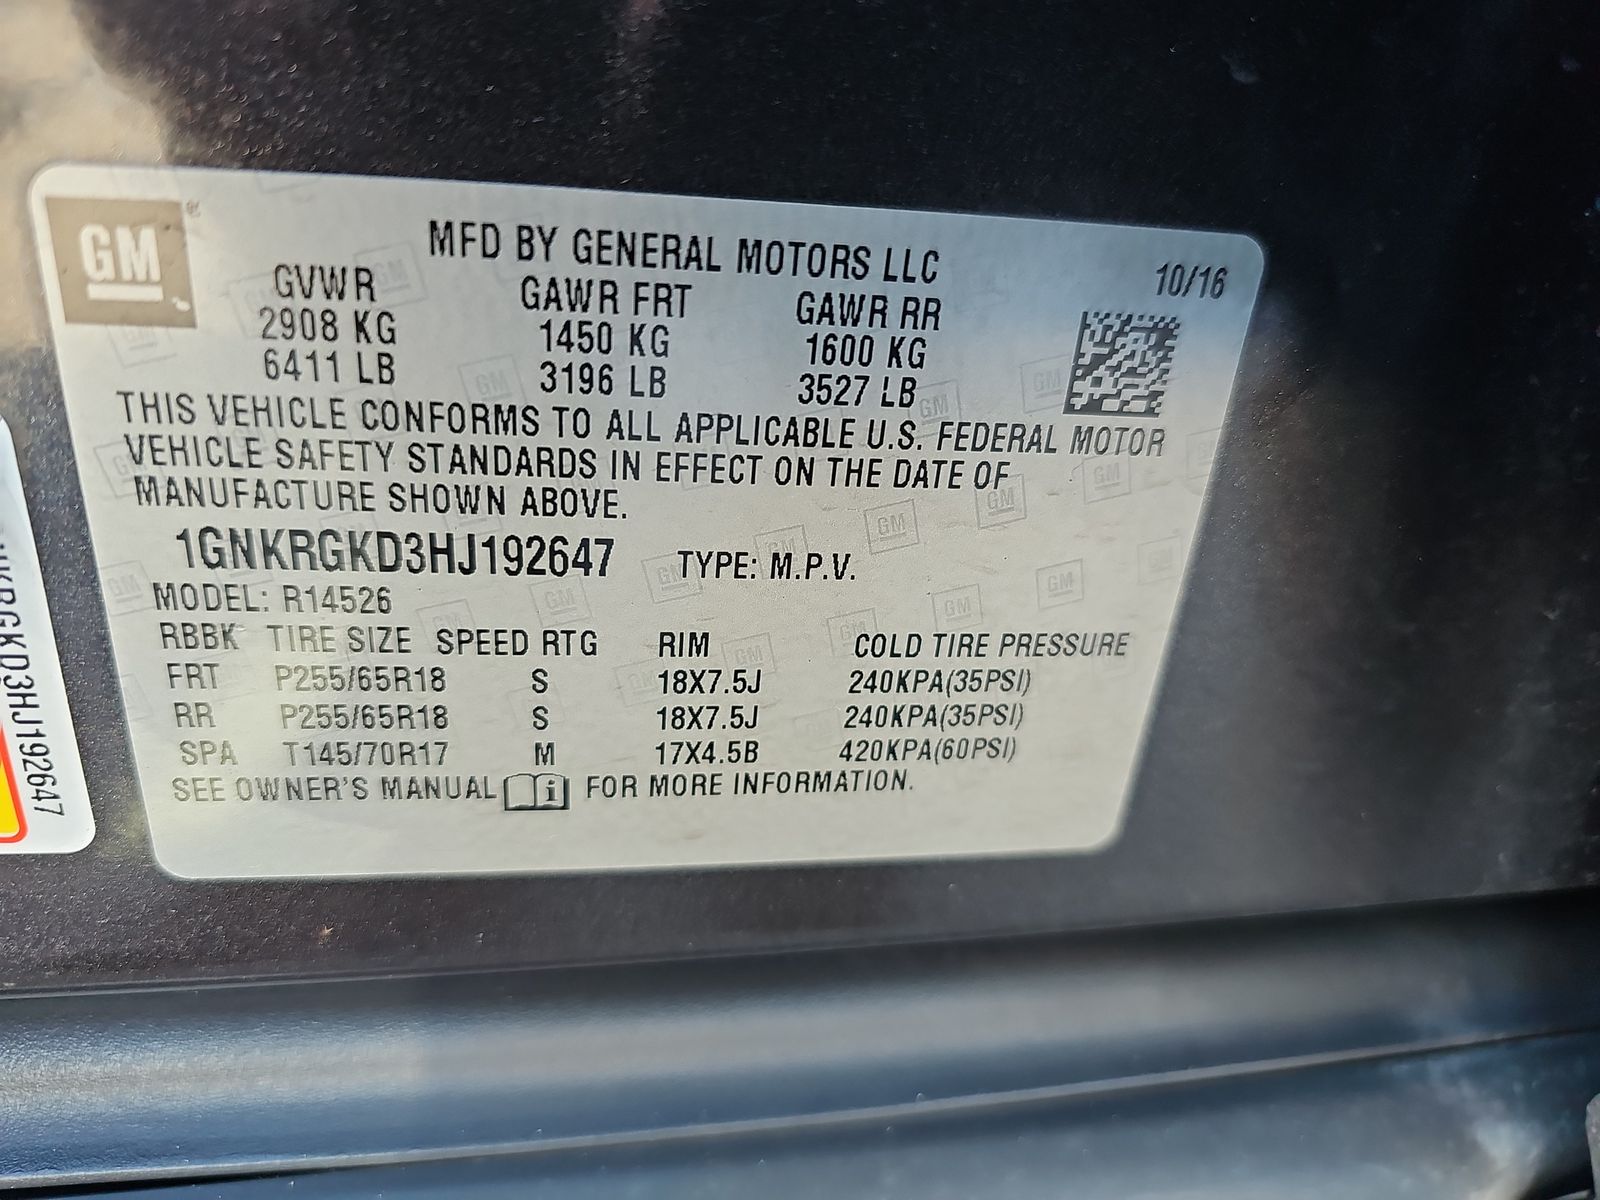 GM
MFD BY GENERAL MOTORS LLC
10/16
GVWR GAWR FRT GAWR RR
2908 KG 1450 KG 1600 KG
6411 LB 3196 LB 3527 LB
THIS VEHICLE CONFORMS TO ALL APPLICABLE U.S. FEDERAL MOTOR
VEHICLE SAFETY STANDARDS IN EFFECT ON THE DATE OF
MANUFACTURE SHOWN ABOVE.
1GNKRGKD3HJ192647 TYPE: M.P.V.
MODEL: R14526
RBBK TIRE SIZE SPEED RTG RIM COLD TIRE PRESSURE
FRT P255/65R18 S 18X7.5J 240KPA(35PSI)
RR P255/65R18 S 18X7.5J 240KPA(35PSI)
SPA T145/70R17 M 17X4.5B 420KPA(60PSI)
SEE OWNER'S MANUAL i FOR MORE INFORMATION.